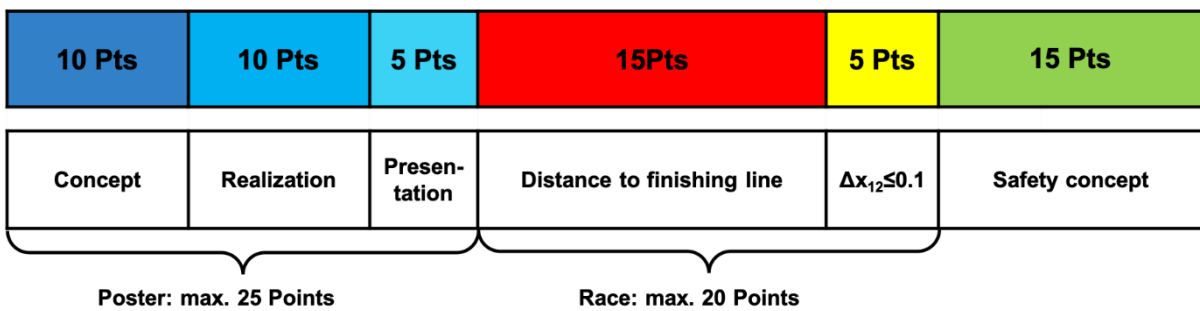 10 Pts 10 Pts 5 Pts 15Pts 5 Pts 15 Pts
Concept Realization Presen-
tation Distance to finishing line Δx₁₂≤0.1 Safety concept
Poster: max. 25 Points Race: max. 20 Points